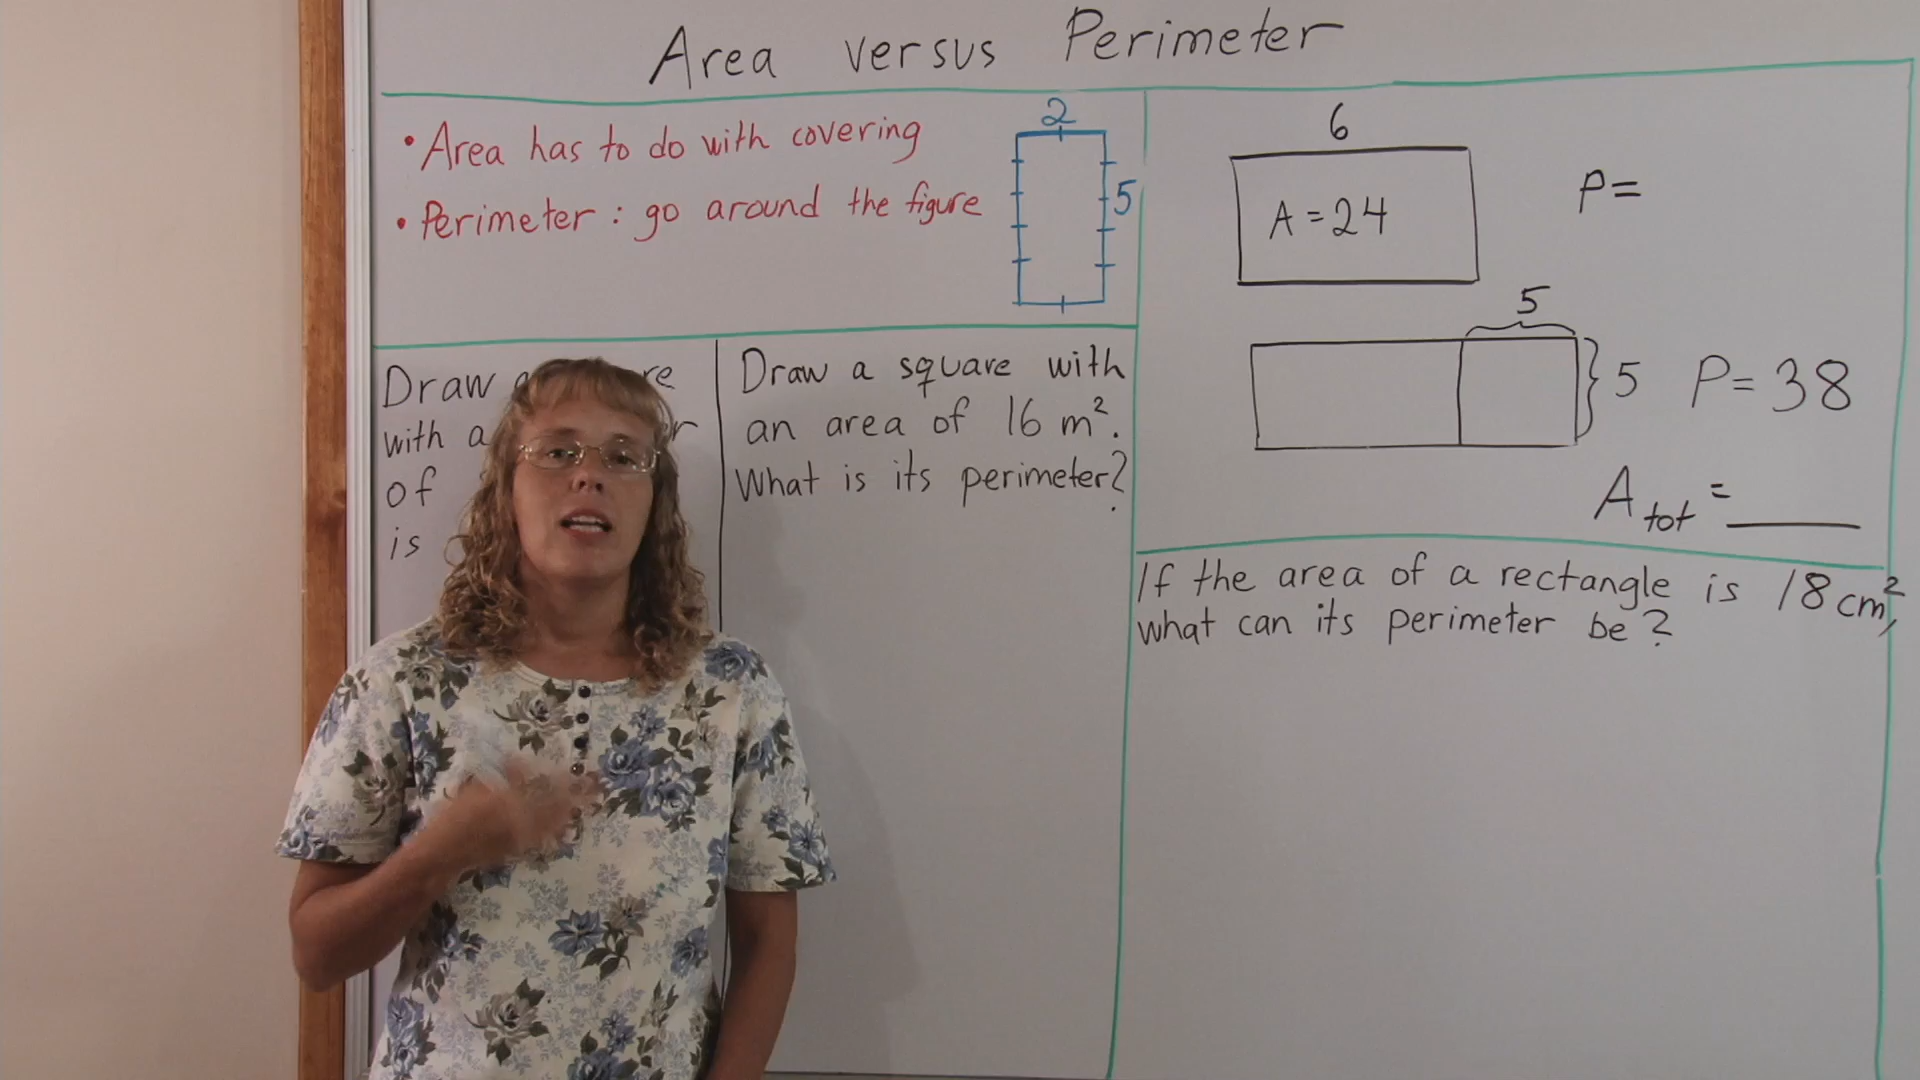 Area versus Perimeter
• Area has to do with covering
• Perimeter: go around the figure
2
5
6
A = 24
P =
5
5
P = 38
A tot = ____
Draw a
with a
of
is
Draw a square with
an area of 16 m².
What is its perimeter?
If the area of a rectangle is 18 cm²,
what can its perimeter be?